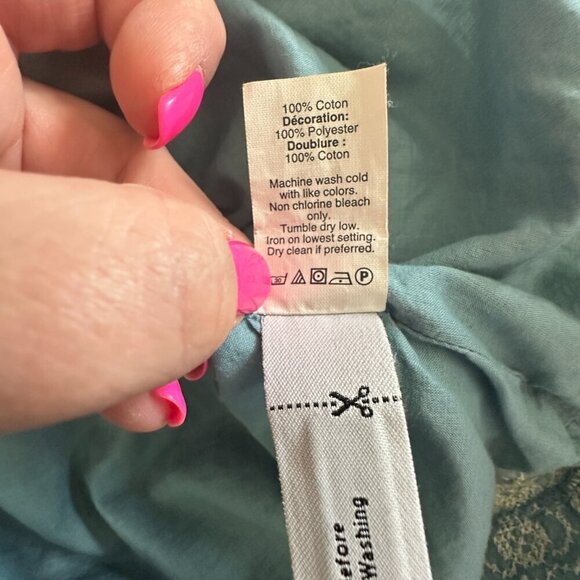 100% Coton
Décoration:
100% Polyester
Doublure :
100% Coton
Machine wash cold
with like colors.
Non chlorine bleach
only.
Tumble dry low.
Iron on lowest setting.
Dry clean if preferred.
30 P
Washing